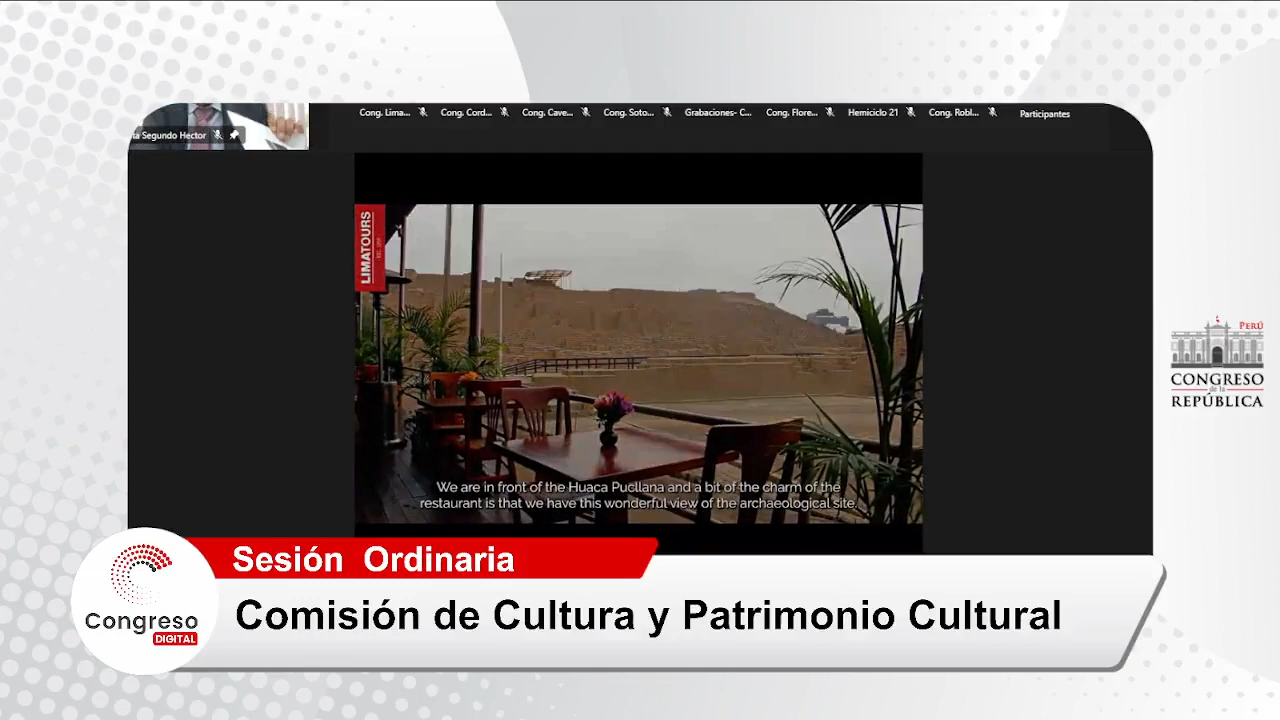 Cong. Lima...
Cong. Cord...
Cong. Cave...
Cong. Soto...
Grabaciones- C...
Cong. Flore...
Hemiciclo 21
Cong. Robl...
Participantes
ta Segundo Hector
LIMATOURS
We are in front of the Huaca Pucllana and a bit of the charm of the
restaurant is that we have this wonderful view of the archaeological site.
PERÚ
CONGRESO
de la
REPÚBLICA
Sesión Ordinaria
Comisión de Cultura y Patrimonio Cultural
Congreso
DIGITAL